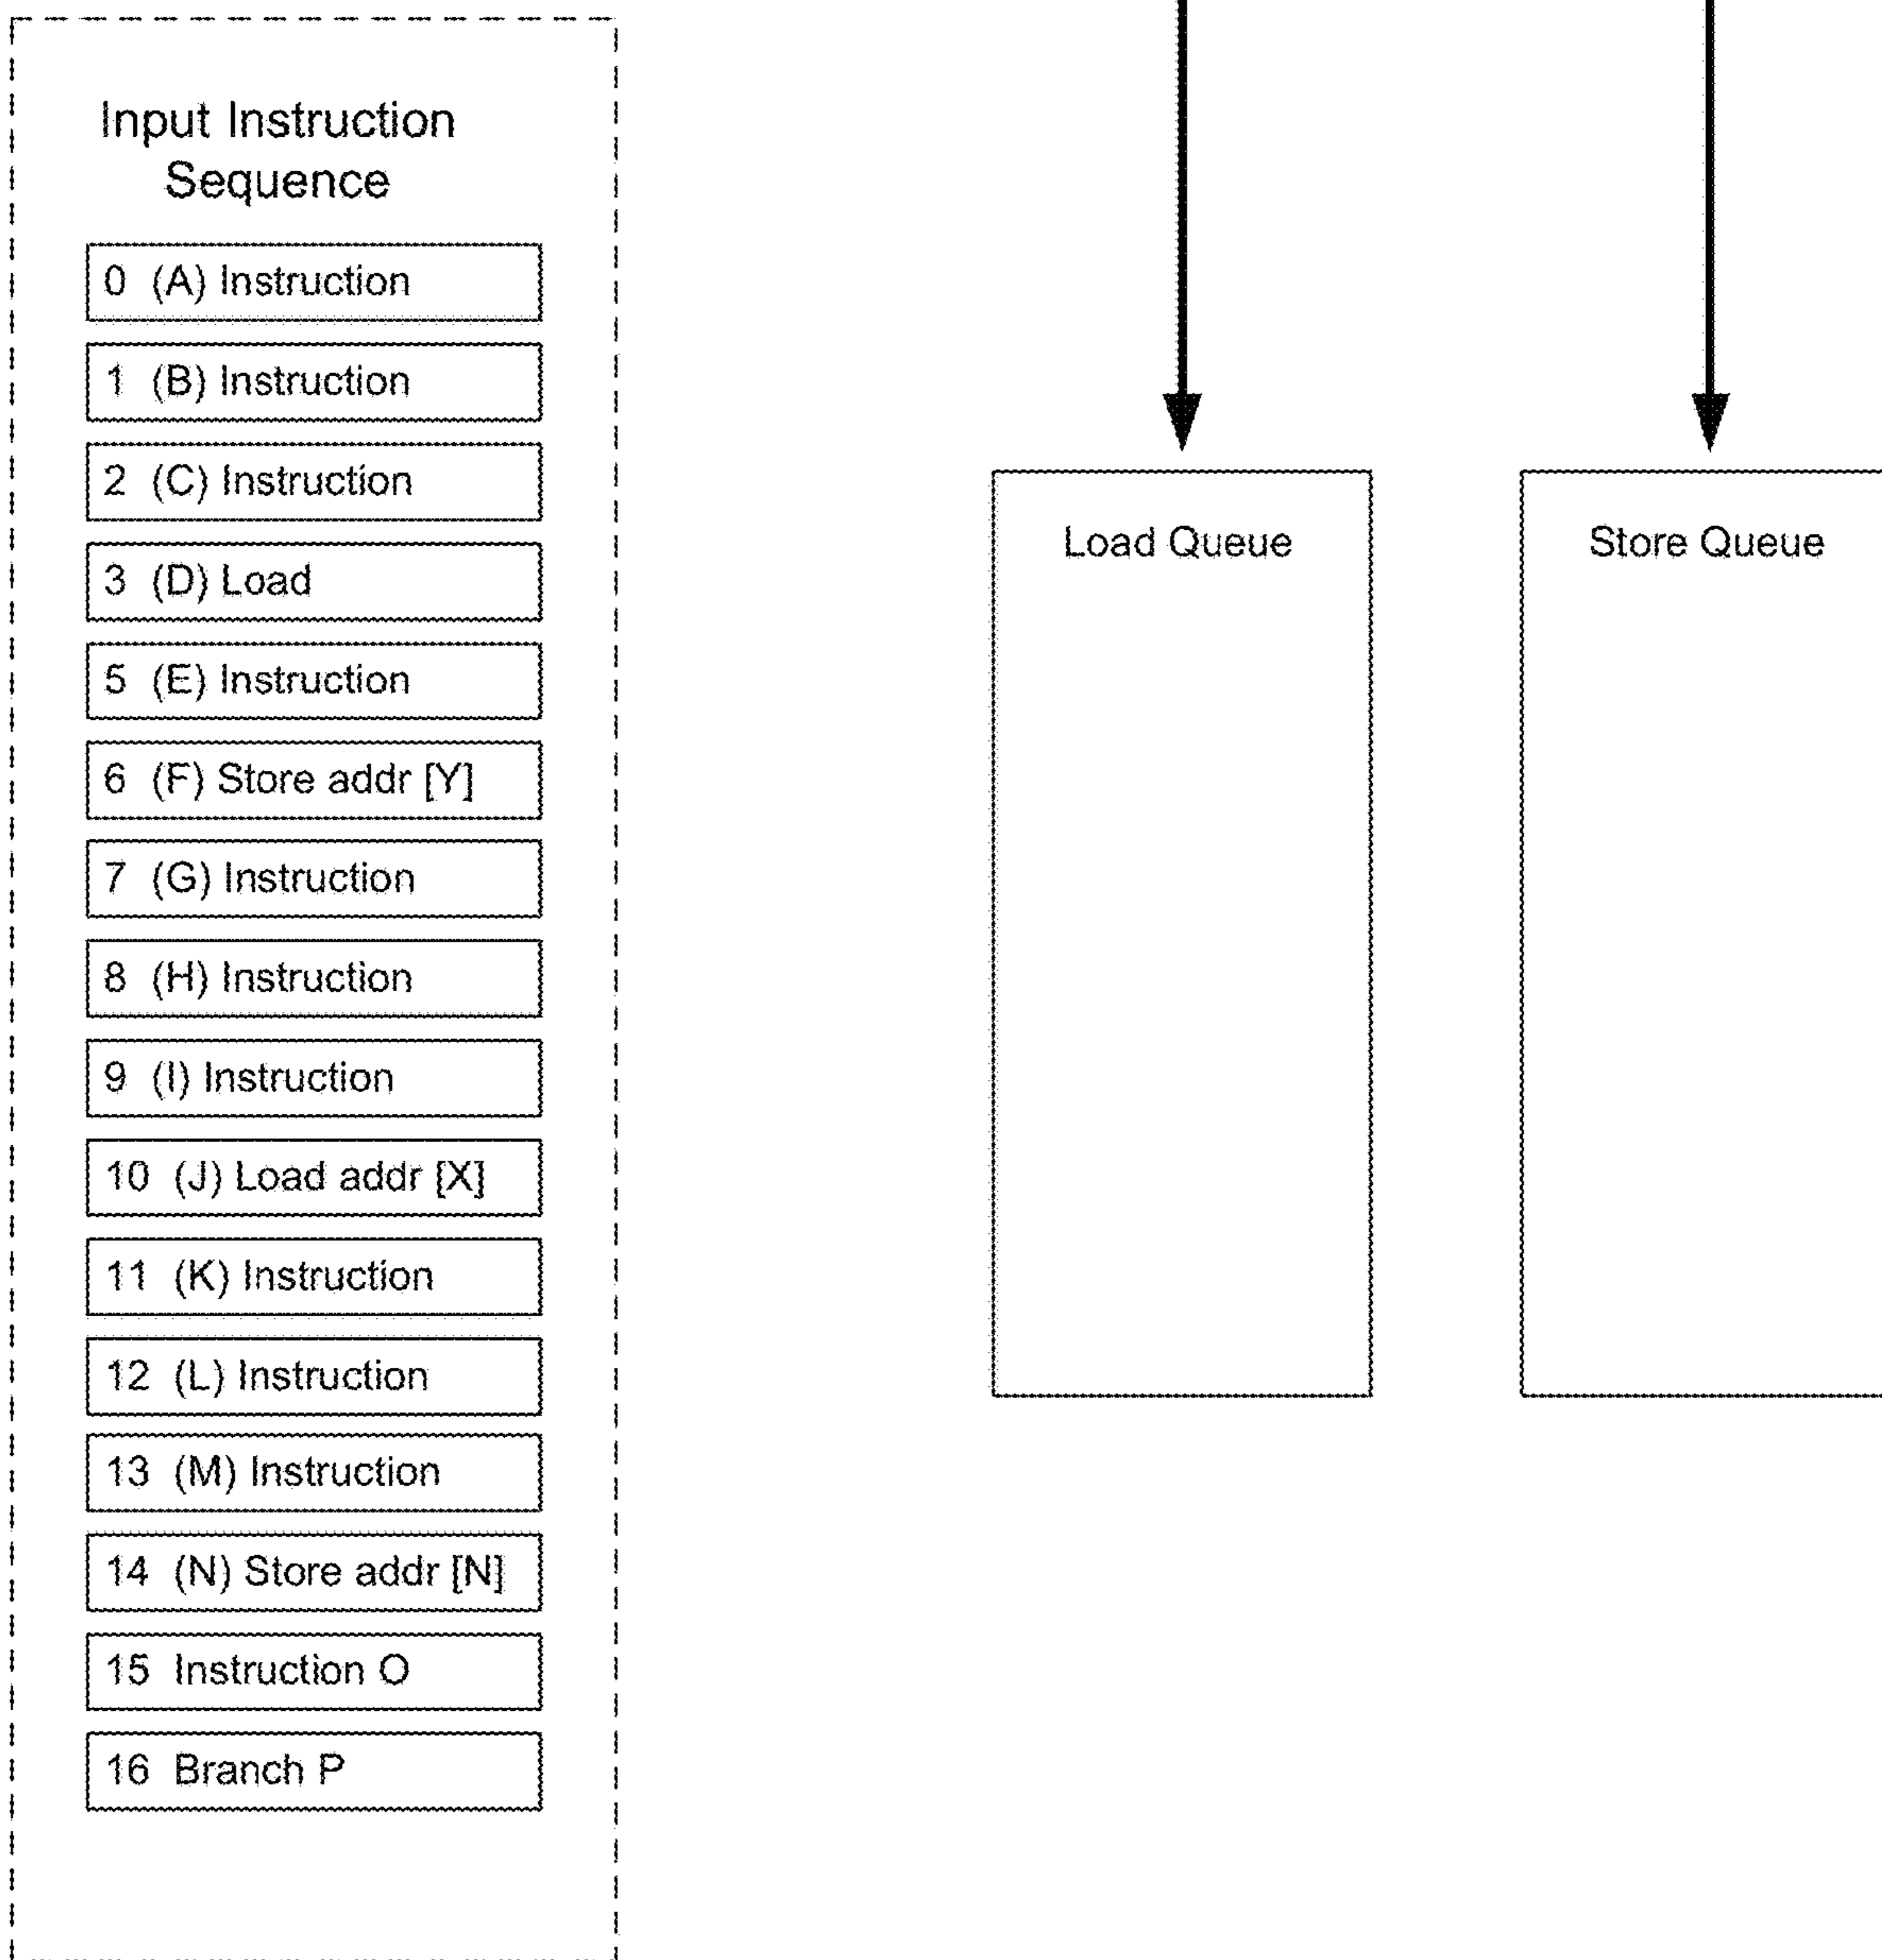 Input Instruction
Sequence
0 (A) Instruction
1 (B) Instruction
2 (C) Instruction
3 (D) Load
5 (E) Instruction
6 (F) Store addr [Y]
7 (G) Instruction
8 (H) Instruction
9 (I) Instruction
10 (J) Load addr [X]
11 (K) Instruction
12 (L) Instruction
13 (M) Instruction
14 (N) Store addr [N]
15 Instruction O
16 Branch P
Load Queue
Store Queue